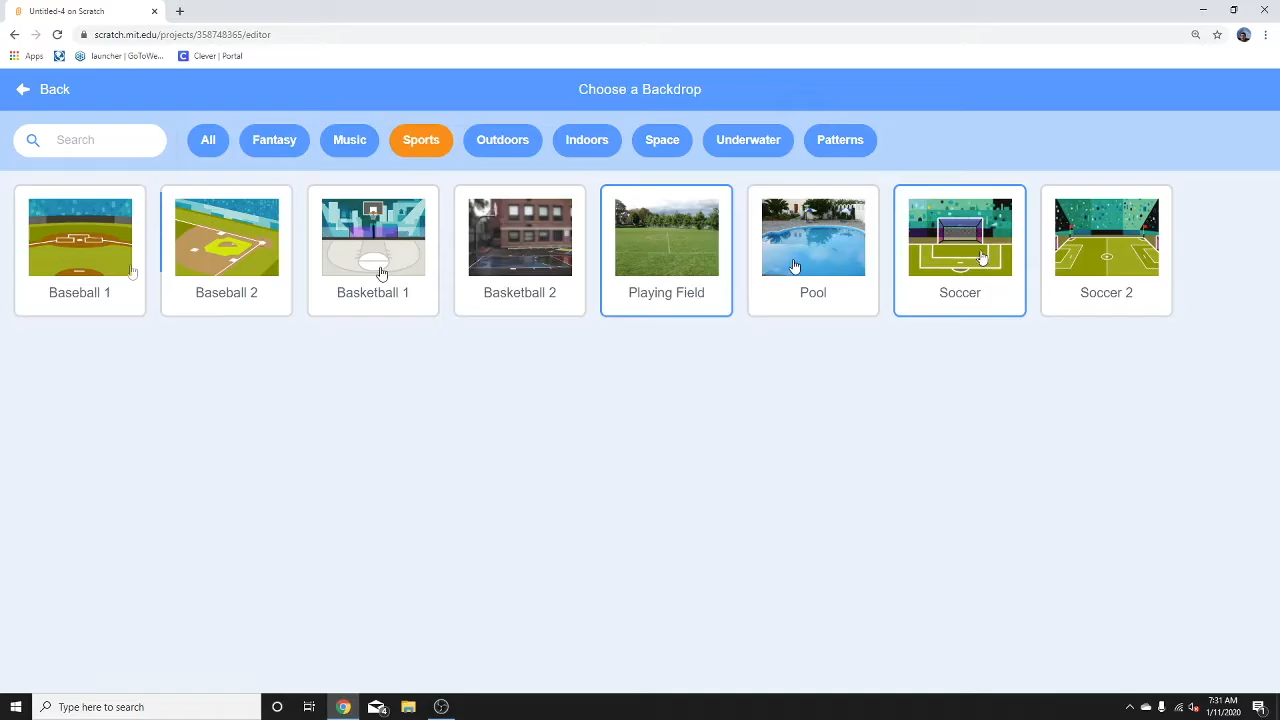 Untitled-4 on Scratch
scratch.mit.edu/projects/358748365/editor
Apps
launcher | GoToWe...
Clever | Portal
Back
Choose a Backdrop
Search
All
Fantasy
Music
Sports
Outdoors
Indoors
Space
Underwater
Patterns
Baseball 1
Baseball 2
Basketball 1
Basketball 2
Playing Field
Pool
Soccer
Soccer 2
Type here to search
4
7:31 AM
1/11/2020